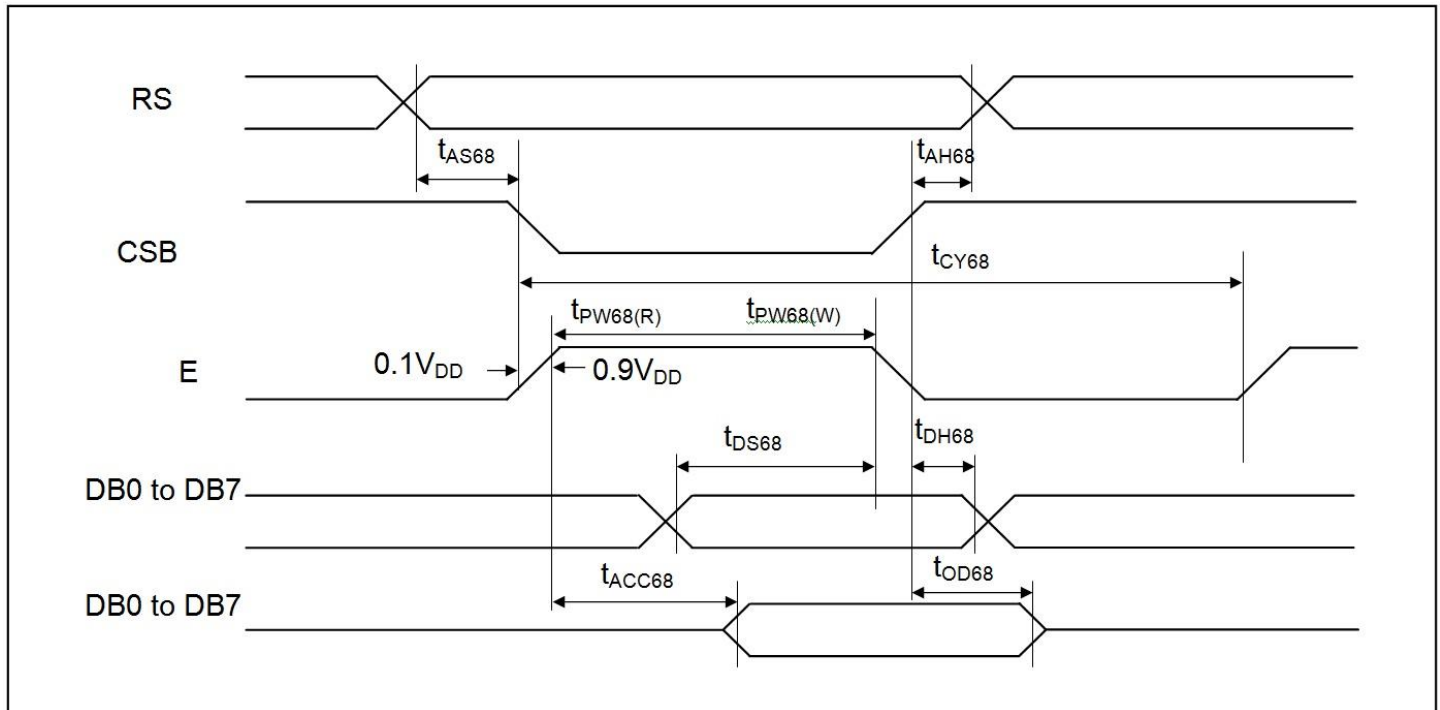 RS
tAS68
tAH68
CSB
tCY68
tPW68(R) tPW68(W)
E
0.1VDD
0.9VDD
tDS68
tDH68
DB0 to DB7
tACC68
tOD68
DB0 to DB7